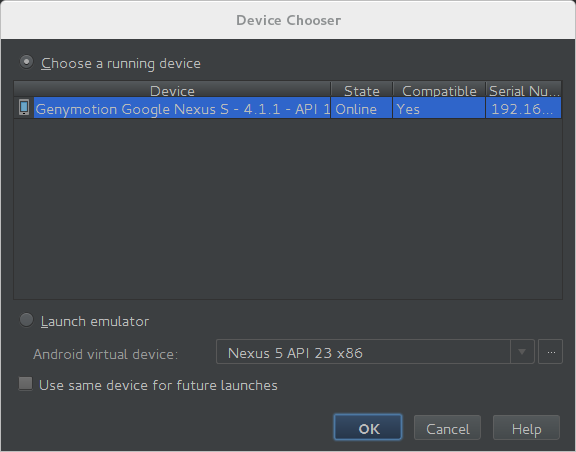 Device Chooser
Choose a running device
Device State Compatible Serial Nu...
Genymotion Google Nexus S - 4.1.1 - API 1 Online Yes 192.16...
Launch emulator
Android virtual device: Nexus 5 API 23 x86 ...
Use same device for future launches
OK Cancel Help